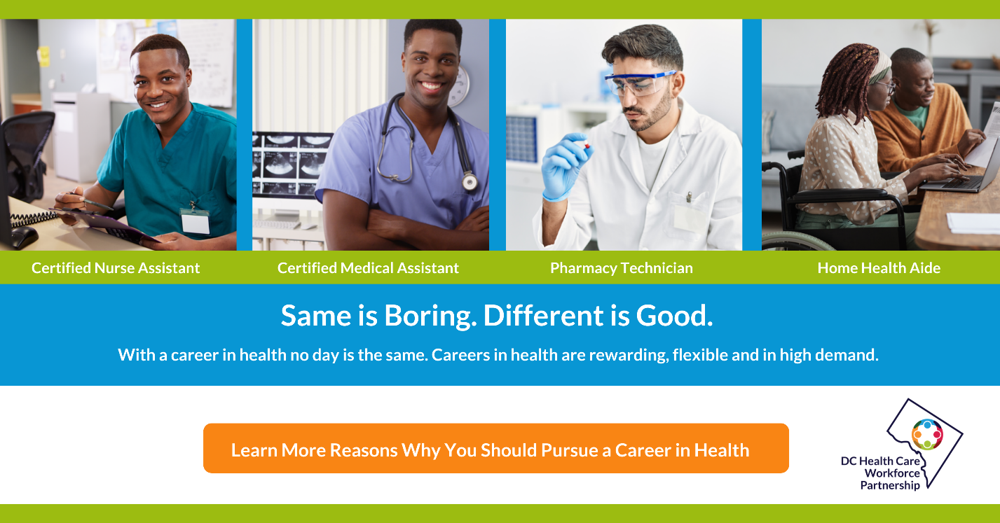 Certified Nurse Assistant
Certified Medical Assistant
Pharmacy Technician
Home Health Aide
Same is Boring. Different is Good.
With a career in health no day is the same. Careers in health are rewarding, flexible and in high demand.
Learn More Reasons Why You Should Pursue a Career in Health
DC Health Care
Workforce
Partnership